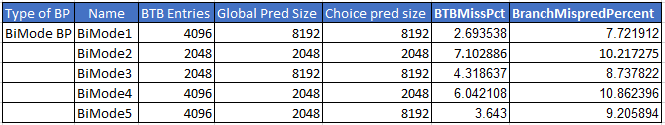 Type of BP Name BTB Entries Global Pred Size Choice pred size BTBMissPct BranchMispredPercent
BiMode BP BiMode1 4096 8192 8192 2.693538 7.721912
BiMode2 2048 2048 2048 7.102886 10.217275
BiMode3 2048 8192 8192 4.318637 8.737822
BiMode4 4096 2048 2048 6.042108 10.862396
BiMode5 4096 2048 8192 3.643 9.205894